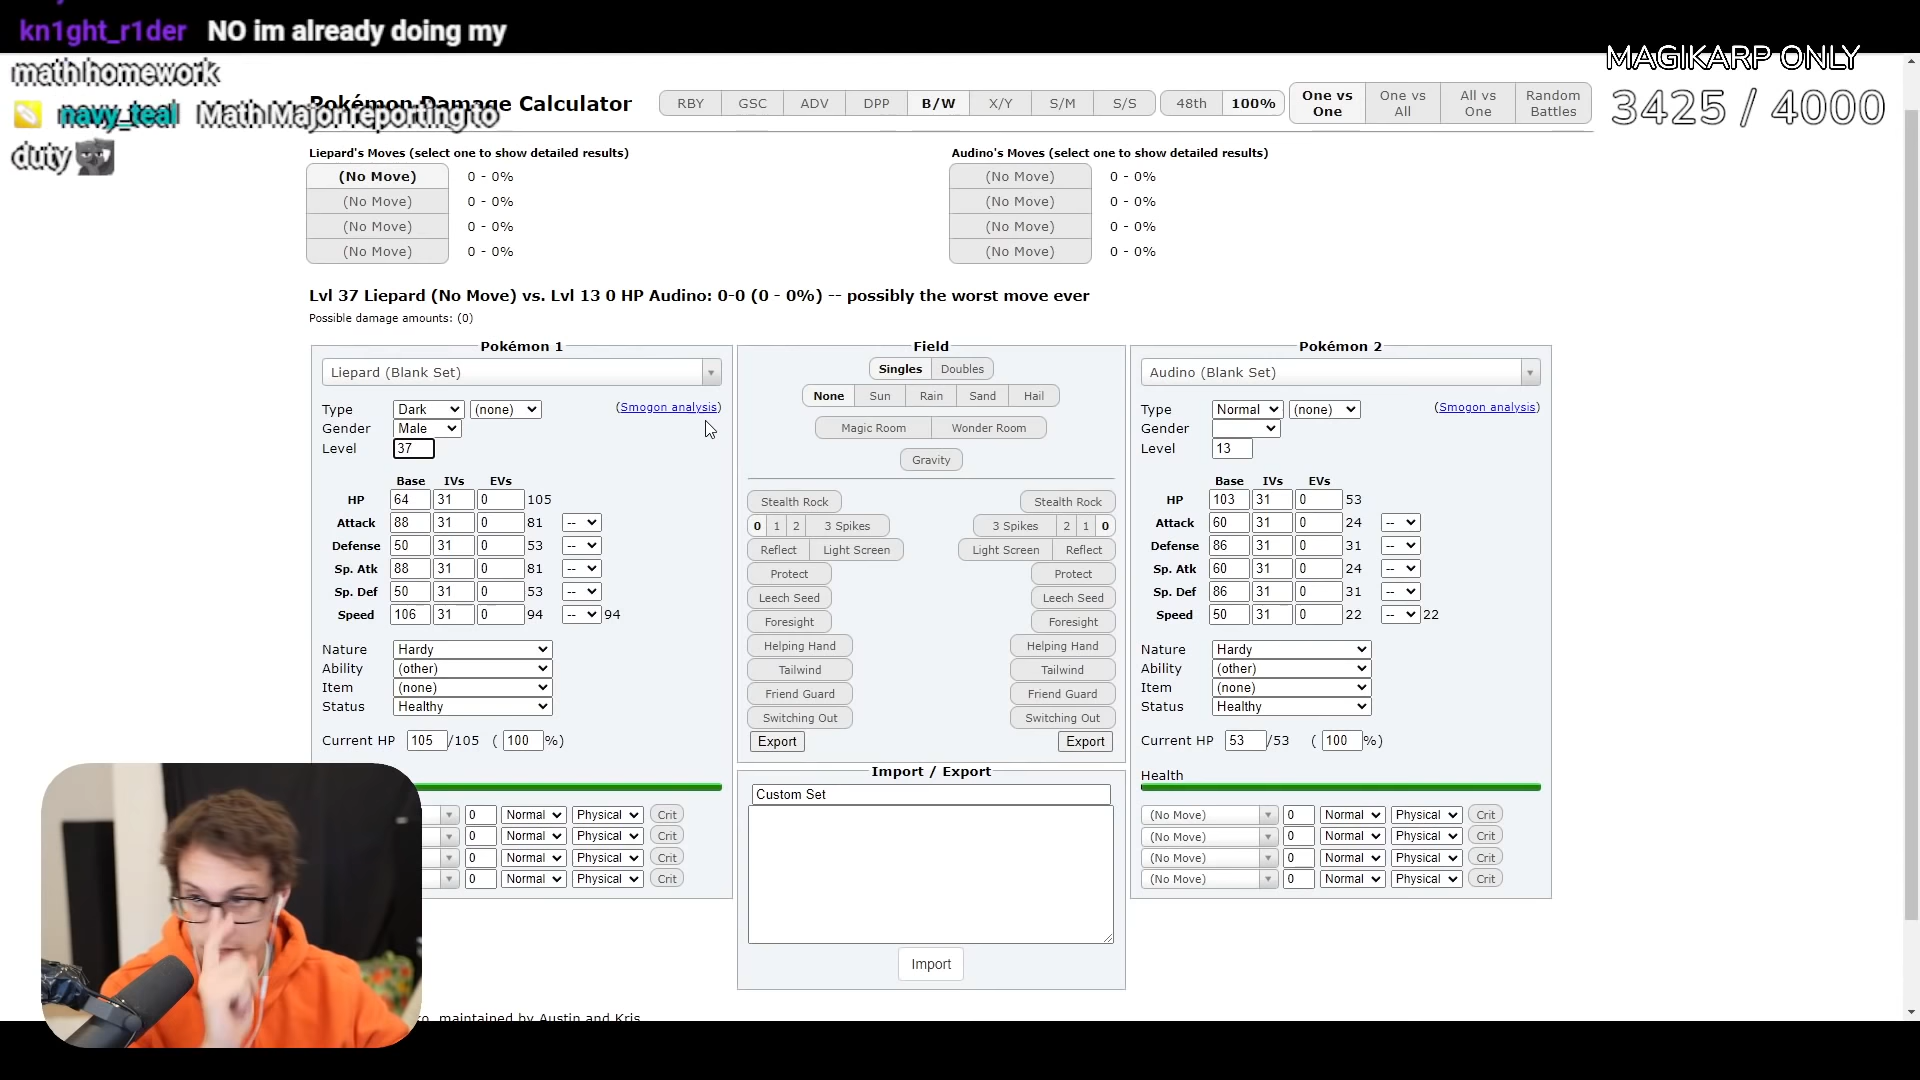 kn1ght_r1der NO im already doing my
math homework
navy_teal Math Major reporting to
duty
MAGIKARP ONLY
3425 / 4000
Pokémon Damage Calculator
RBY GSC ADV DPP B/W X/Y S/M S/S
48th 100%
One vs One
One vs All
All vs One
Random Battles
Liepard's Moves (select one to show detailed results)
(No Move) 0 - 0%
(No Move) 0 - 0%
(No Move) 0 - 0%
(No Move) 0 - 0%
Audino's Moves (select one to show detailed results)
(No Move) 0 - 0%
(No Move) 0 - 0%
(No Move) 0 - 0%
(No Move) 0 - 0%
Lvl 37 Liepard (No Move) vs. Lvl 13 0 HP Audino: 0-0 (0 - 0%) -- possibly the worst move ever
Possible damage amounts: (0)
Pokémon 1
Liepard (Blank Set)
Type Dark (none) (Smogon analysis)
Gender Male
Level 37
Base IVs EVs
HP 64 31 0 105
Attack 88 31 0 81 --
Defense 50 31 0 53 --
Sp. Atk 88 31 0 81 --
Sp. Def 50 31 0 53 --
Speed 106 31 0 94 -- 94
Nature Hardy
Ability (other)
Item (none)
Status Healthy
Current HP 105 /105 ( 100 %)
0 Normal Physical Crit
0 Normal Physical Crit
0 Normal Physical Crit
0 Normal Physical Crit
Field
Singles Doubles
None Sun Rain Sand Hail
Magic Room Wonder Room
Gravity
Stealth Rock Stealth Rock
0 1 2 3 Spikes 3 Spikes 2 1 0
Reflect Light Screen Light Screen Reflect
Protect Protect
Leech Seed Leech Seed
Foresight Foresight
Helping Hand Helping Hand
Tailwind Tailwind
Friend Guard Friend Guard
Switching Out Switching Out
Export Export
Import / Export
Custom Set
Import
Pokémon 2
Audino (Blank Set)
Type Normal (none) (Smogon analysis)
Gender
Level 13
Base IVs EVs
HP 103 31 0 53
Attack 60 31 0 24 --
Defense 86 31 0 31 --
Sp. Atk 60 31 0 24 --
Sp. Def 86 31 0 31 --
Speed 50 31 0 22 -- 22
Nature Hardy
Ability (other)
Item (none)
Status Healthy
Current HP 53 /53 ( 100 %)
Health
(No Move) 0 Normal Physical Crit
(No Move) 0 Normal Physical Crit
(No Move) 0 Normal Physical Crit
(No Move) 0 Normal Physical Crit
maintained by Austin and Kris